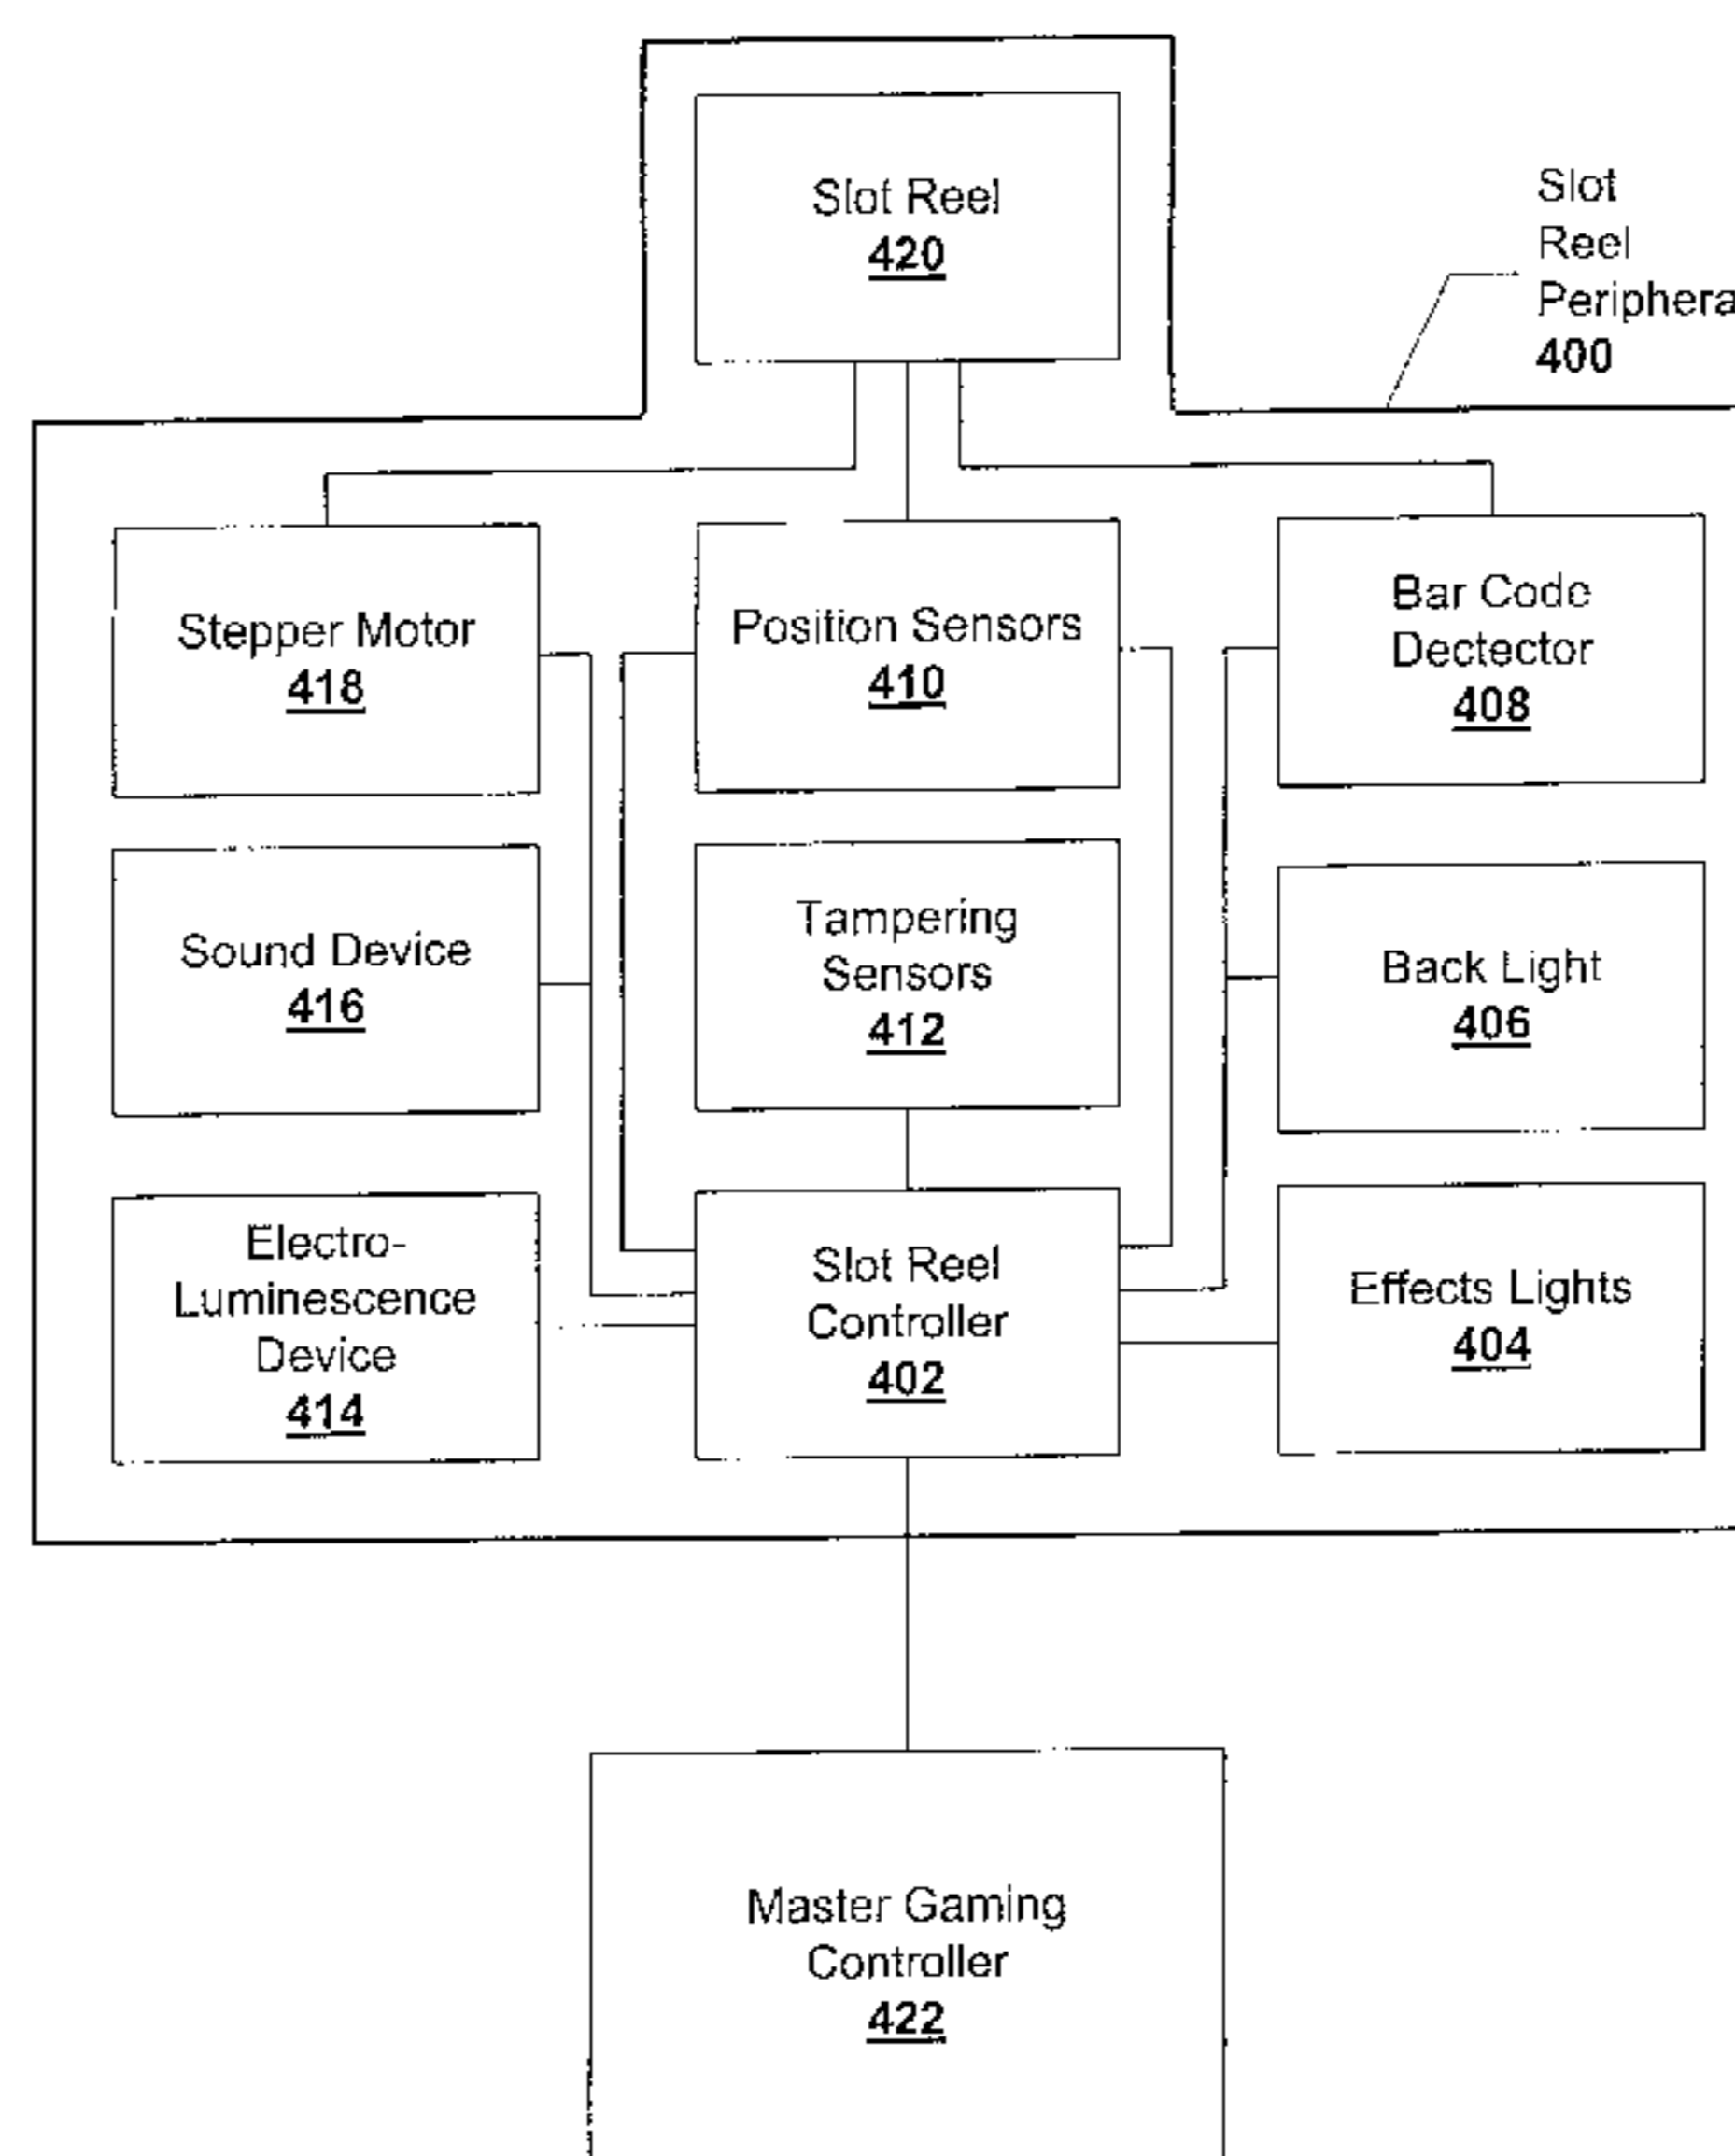 Slot Reel
420
Slot
Reel
Periphera
400
Stepper Motor
418
Position Sensors
410
Bar Code
Dectector
408
Sound Device
416
Tampering
Sensors
412
Back Light
406
Electro-
Luminescence
Device
414
Slot Reel
Controller
402
Effects Lights
404
Master Gaming
Controller
422